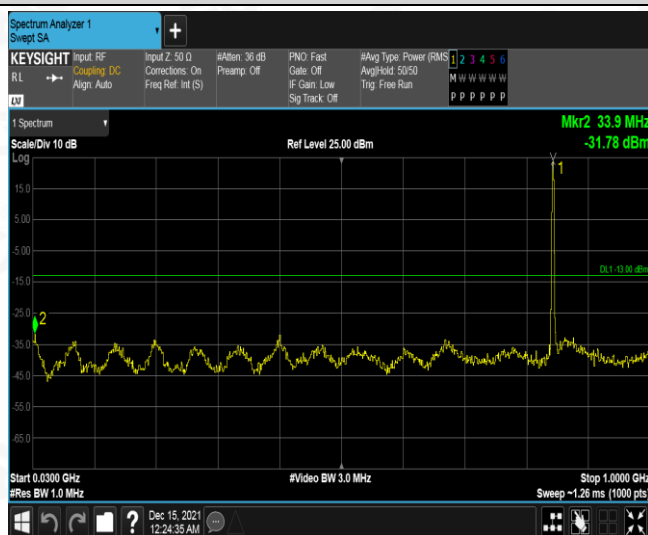 Spectrum Analyzer 1
Swept SA
+
KEYSIGHT
RL
LXI
Input: RF
Coupling: DC
Align: Auto
Input Z: 50 Ω
Corrections: On
Freq Ref: Int (S)
#Atten: 36 dB
Preamp: Off
PNO: Fast
Gate: Off
IF Gain: Low
Sig Track: Off
#Avg Type: Power (RMS
Avg|Hold: 50/50
Trig: Free Run
1 2 3 4 5 6
M W W W W W
P P P P P P
1 Spectrum
Mkr2 33.9 MHz
-31.78 dBm
Scale/Div 10 dB
Ref Level 25.00 dBm
Log
15.0
5.00
-5.00
-15.0
-25.0
-35.0
-45.0
-55.0
-65.0
1
DL1 -13.00 dBm
2
Start 0.0300 GHz
#Video BW 3.0 MHz
Stop 1.0000 GHz
#Res BW 1.0 MHz
Sweep ~1.26 ms (1000 pts)
?
Dec 15, 2021
12:24:35 AM